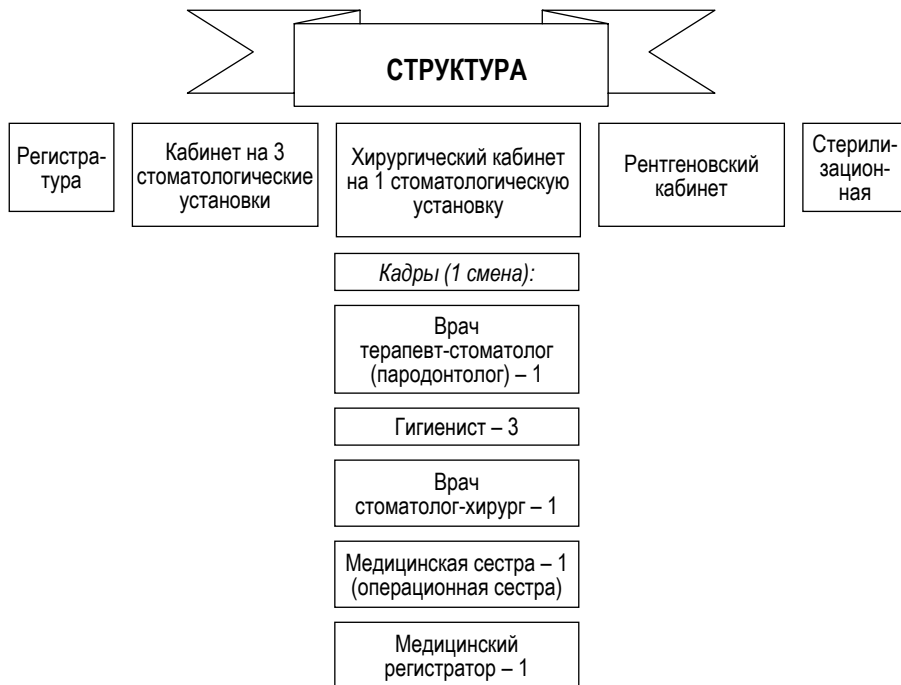 СТРУКТУРА
Регистра-
тура
Кабинет на 3
стоматологические
установки
Хирургический кабинет
на 1 стоматологическую
установку
Рентгеновский
кабинет
Стерили-
зацион-
ная
Кадры (1 смена):
Врач
терапевт-стоматолог
(пародонтолог) – 1
Гигиенист – 3
Врач
стоматолог-хирург – 1
Медицинская сестра – 1
(операционная сестра)
Медицинский
регистратор – 1